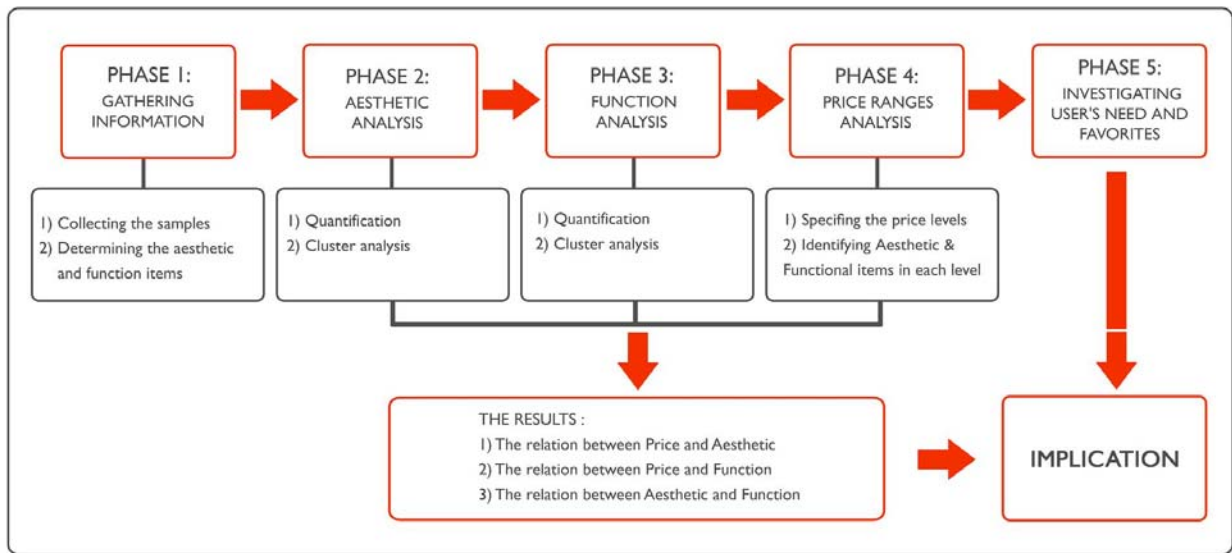 PHASE 1:
GATHERING
INFORMATION
PHASE 2:
AESTHETIC
ANALYSIS
PHASE 3:
FUNCTION
ANALYSIS
PHASE 4:
PRICE RANGES
ANALYSIS
PHASE 5:
INVESTIGATING
USER'S NEED AND
FAVORITES
1) Collecting the samples
2) Determining the aesthetic
and function items
1) Quantification
2) Cluster analysis
1) Quantification
2) Cluster analysis
1) Specifing the price levels
2) Identifying Aesthetic &
Functional items in each level
THE RESULTS :
1) The relation between Price and Aesthetic
2) The relation between Price and Function
3) The relation between Aesthetic and Function
IMPLICATION